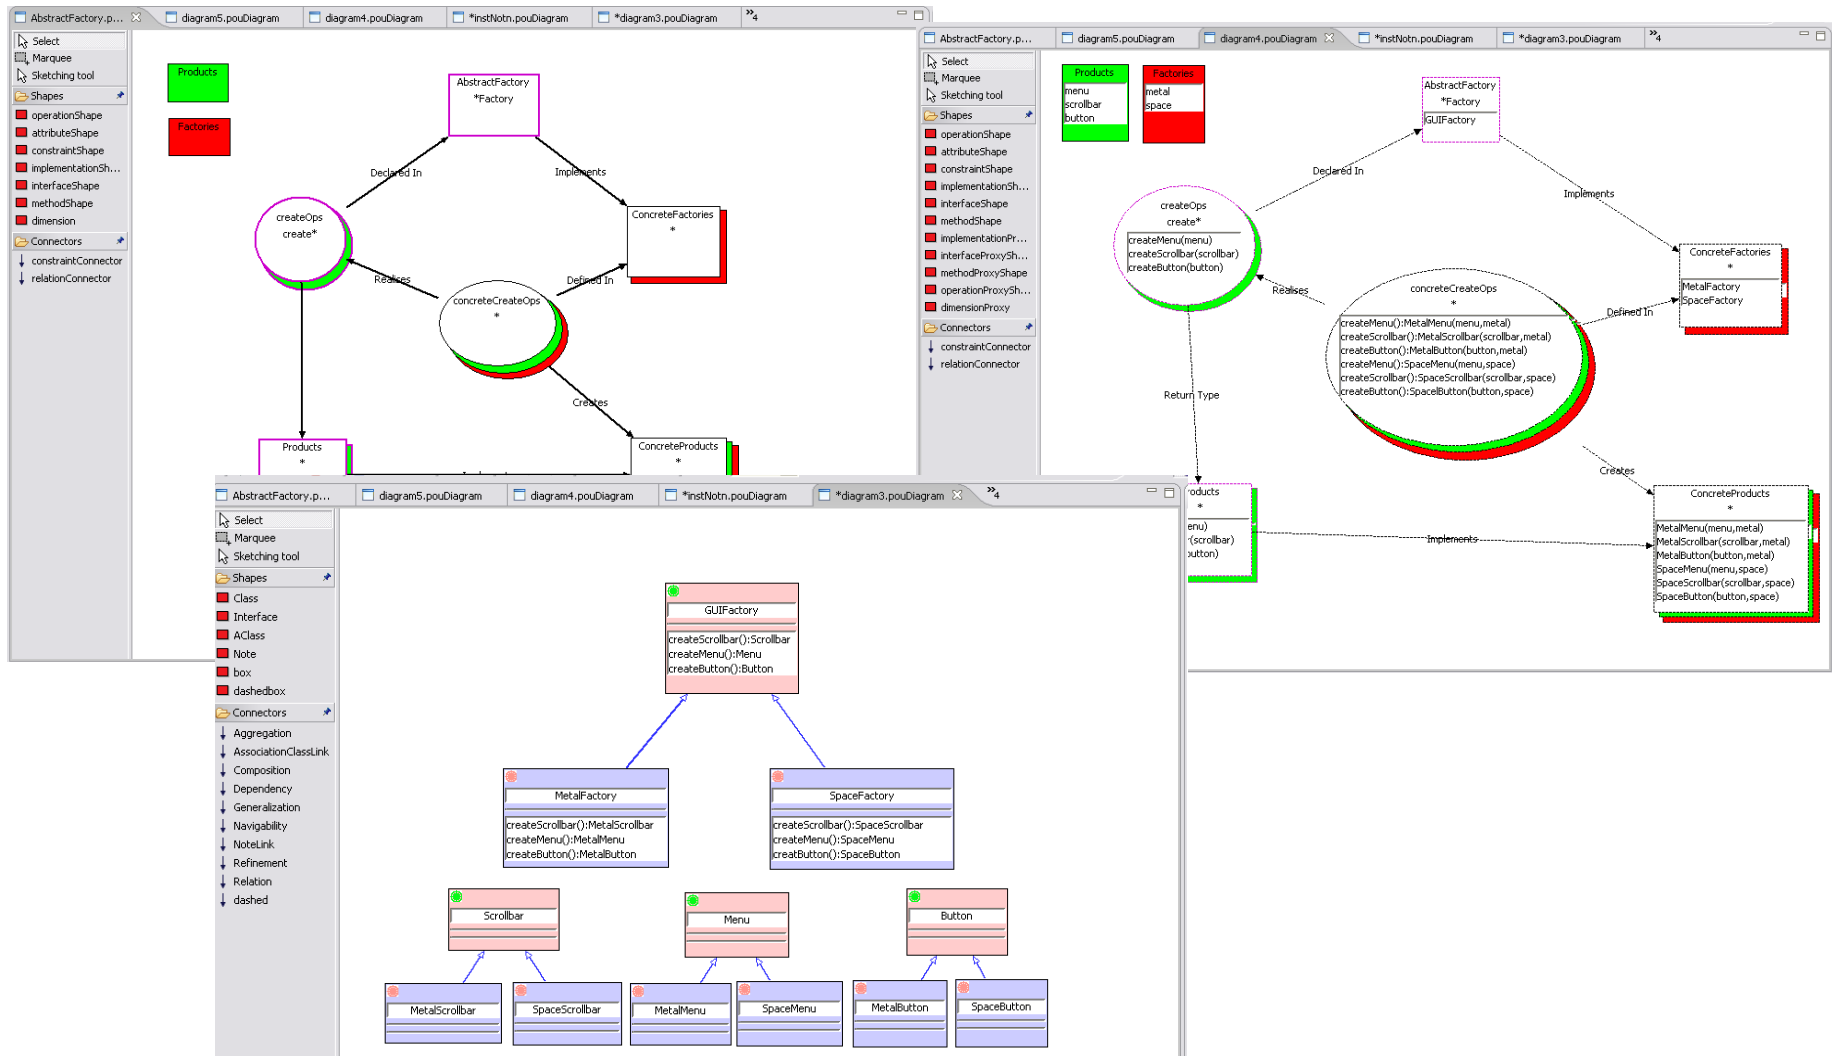 AbstractFactory.p...
diagram5.pouDiagram
diagram4.pouDiagram
*instNotn.pouDiagram
*diagram3.pouDiagram
»4
Select
Marquee
Sketching tool
Shapes
operationShape
attributeShape
constraintShape
implementationSh...
interfaceShape
methodShape
dimension
Connectors
constraintConnector
relationConnector
Products
Factories
AbstractFactory
*Factory
Declared In
Implements
createOps
create*
ConcreteFactories
*
Realises
Defined In
concreteCreateOps
*
Creates
Products
*
ConcreteProducts
*
AbstractFactory.p...
diagram5.pouDiagram
diagram4.pouDiagram
*instNotn.pouDiagram
*diagram3.pouDiagram
»4
Select
Marquee
Sketching tool
Shapes
operationShape
attributeShape
constraintShape
implementationSh...
interfaceShape
methodShape
implementationPr...
interfaceProxySh...
methodProxyShape
operationProxySh...
dimensionProxy
Connectors
constraintConnector
relationConnector
Products
menu
scrollbar
button
Factories
metal
space
AbstractFactory
*Factory
GUIFactory
Declared In
Implements
createOps
create*
createMenu(menu)
createScrollbar(scrollbar)
createButton(button)
ConcreteFactories
*
MetalFactory
SpaceFactory
Realises
Defined In
concreteCreateOps
*
createMenu():MetalMenu(menu,metal)
createScrollbar():MetalScrollbar(scrollbar,metal)
createButton():MetalButton(button,metal)
createMenu():SpaceMenu(menu,space)
createScrollbar():SpaceScrollbar(scrollbar,space)
createButton():SpacelButton(button,space)
Return Type
Creates
oducts
*
enu)
r(scrollbar)
button)
Implements
ConcreteProducts
*
MetalMenu(menu,metal)
MetalScrollbar(scrollbar,metal)
MetalButton(button,metal)
SpaceMenu(menu,space)
SpaceScrollbar(scrollbar,space)
SpaceButton(button,space)
AbstractFactory.p...
diagram5.pouDiagram
diagram4.pouDiagram
*instNotn.pouDiagram
*diagram3.pouDiagram
»4
Select
Marquee
Sketching tool
Shapes
Class
Interface
AClass
Note
box
dashedbox
Connectors
Aggregation
AssociationClassLink
Composition
Dependency
Generalization
Navigability
NoteLink
Refinement
Relation
dashed
GUIFactory
createScrollbar():Scrollbar
createMenu():Menu
createButton():Button
MetalFactory
createScrollbar():MetalScrollbar
createMenu():MetalMenu
createButton():MetalButton
SpaceFactory
createScrollbar():SpaceScrollbar
createMenu():SpaceMenu
creatButton():SpaceButton
Scrollbar
Menu
Button
MetalScrollbar
SpaceScrollbar
MetalMenu
SpaceMenu
MetalButton
SpaceButton